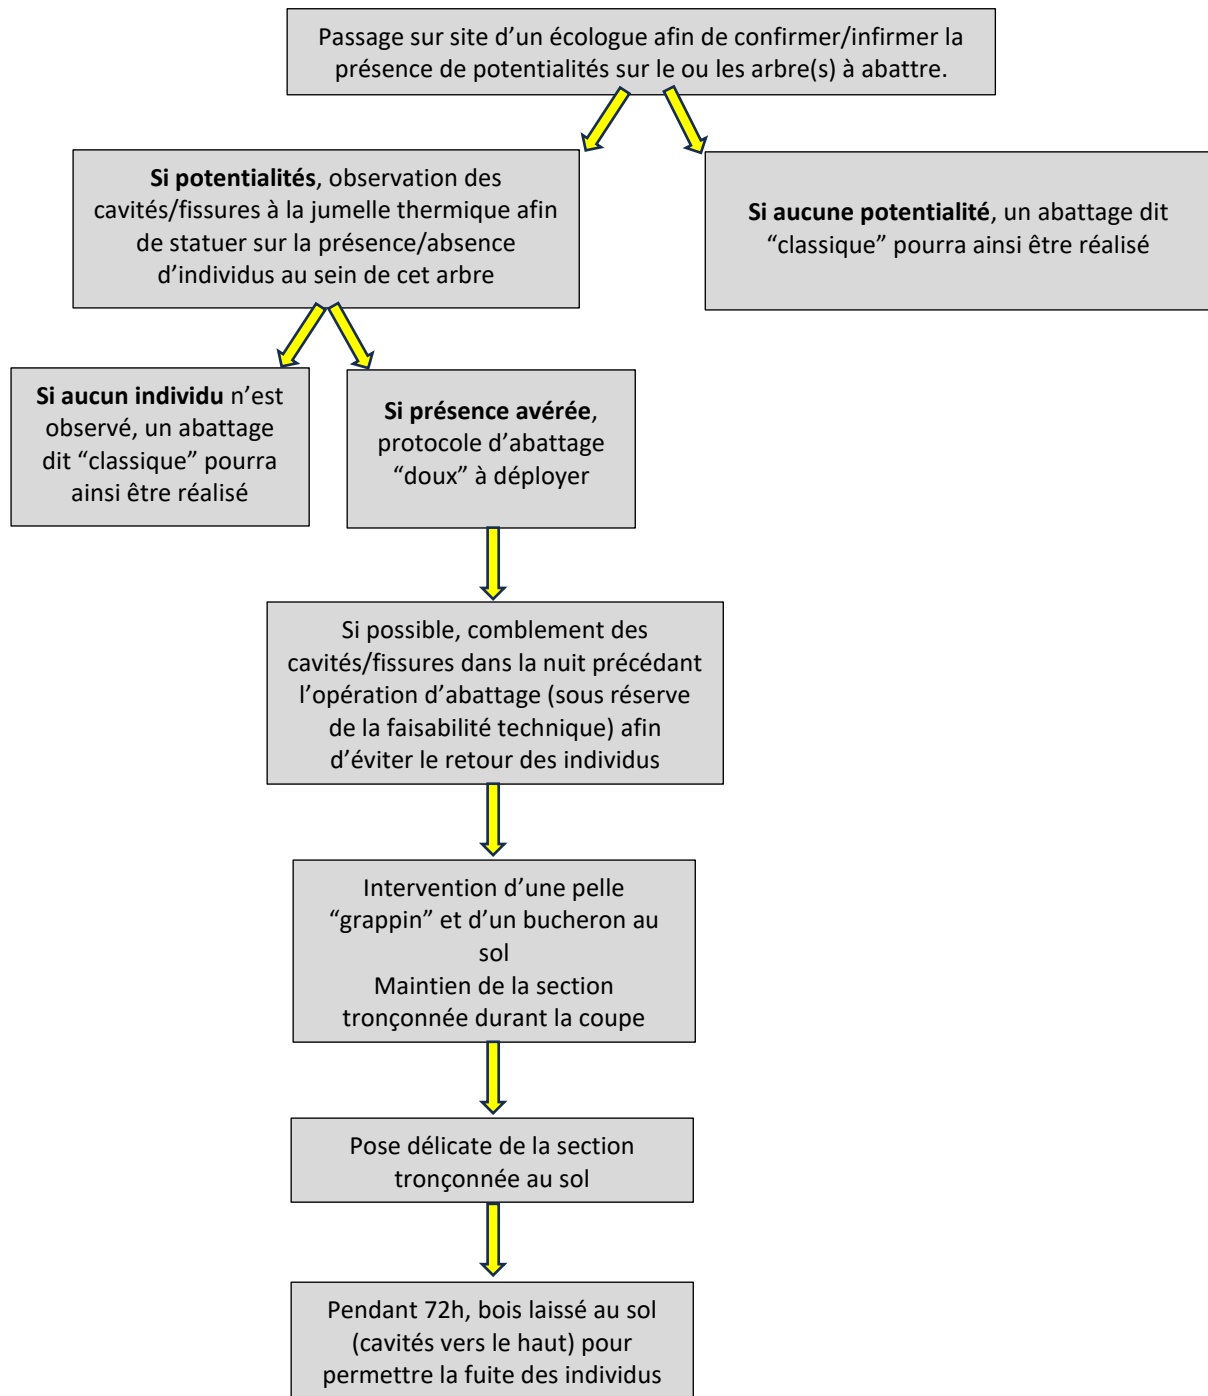 Passage sur site d’un écologue afin de confirmer/infirmer la
présence de potentialités sur le ou les arbre(s) à abattre.
Si potentialités, observation des
cavités/fissures à la jumelle thermique afin
de statuer sur la présence/absence
d’individus au sein de cet arbre
Si aucune potentialité, un abattage dit
“classique” pourra ainsi être réalisé
Si aucun individu n’est
observé, un abattage
dit “classique” pourra
ainsi être réalisé
Si présence avérée,
protocole d’abattage
“doux” à déployer
Si possible, comblement des
cavités/fissures dans la nuit précédant
l’opération d’abattage (sous réserve
de la faisabilité technique) afin
d’éviter le retour des individus
Intervention d’une pelle
“grappin” et d’un bucheron au
sol
Maintien de la section
tronçonnée durant la coupe
Pose délicate de la section
tronçonnée au sol
Pendant 72h, bois laissé au sol
(cavités vers le haut) pour
permettre la fuite des individus